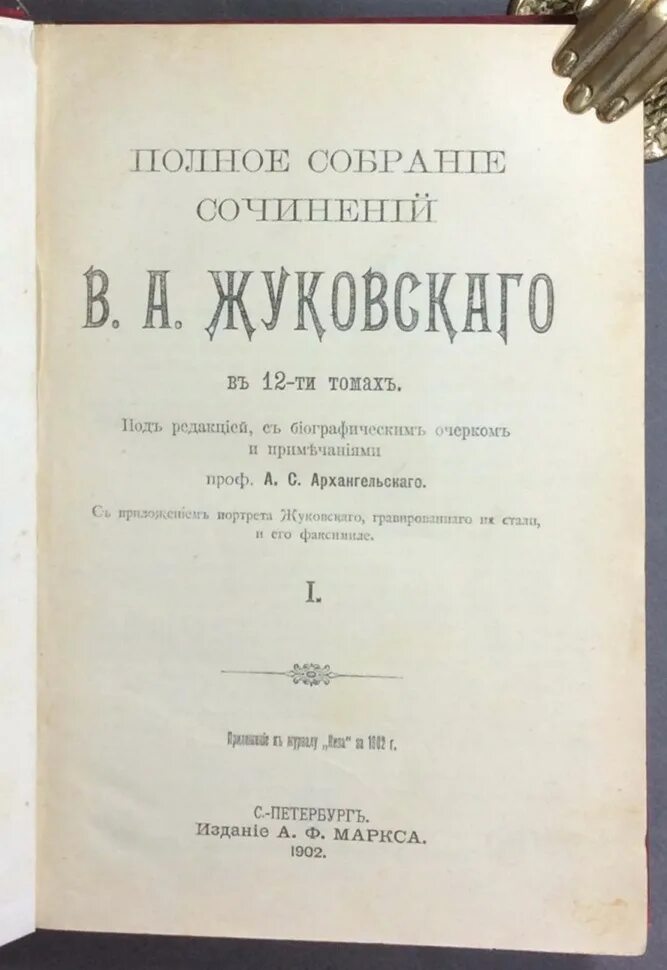 ПОЛНОЕ СОБРАНІЕ
СОЧИНЕНІЙ
В. А. ЖУКОВСКАГО
въ 12-ти томахъ.
Подъ редакціей, съ біографическимъ очеркомъ
и примѣчаніями
проф. А. С. Архангельскаго.
Съ приложеніемъ портрета Жуковскаго, гравированнаго на стали,
и его факсимиле.
I.
Приложеніе къ журналу „Нива" за 1902 г.
С.-ПЕТЕРБУРГЪ.
Изданіе А. Ф. МАРКСА.
1902.